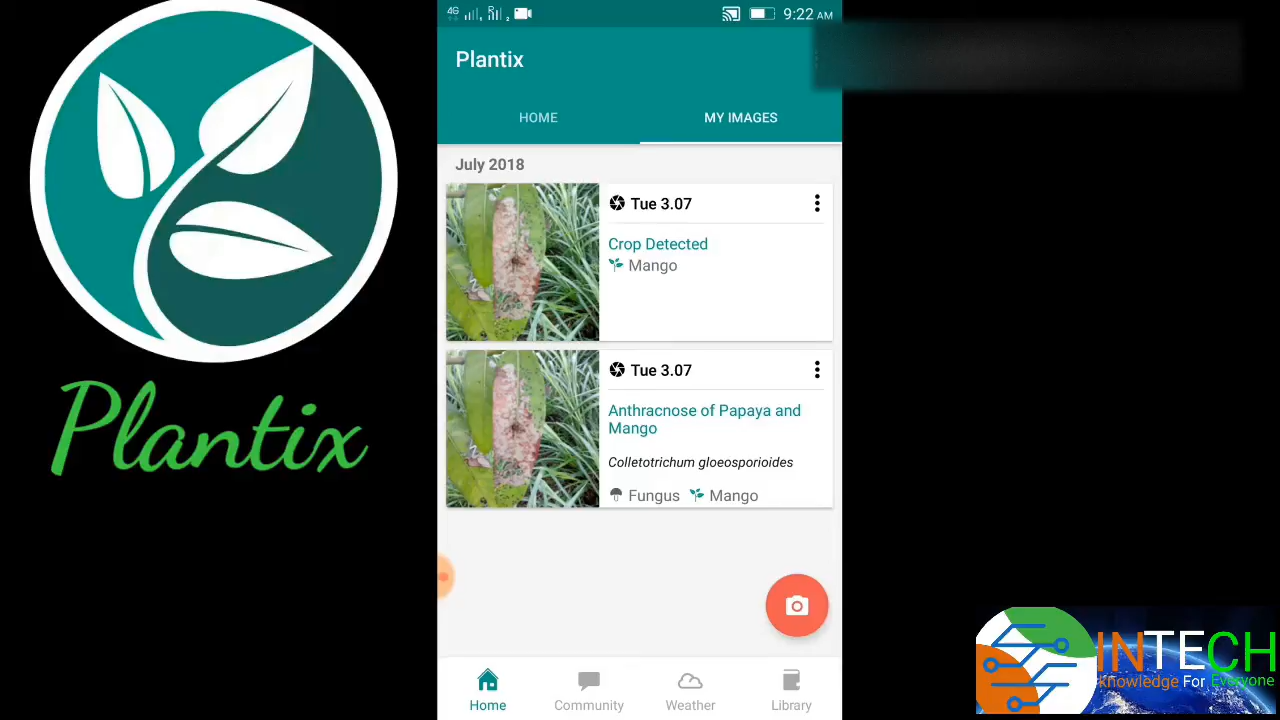 4G
R
2
9:22 AM
Plantix
HOME
MY IMAGES
July 2018
Tue 3.07
Crop Detected
Mango
Tue 3.07
Anthracnose of Papaya and
Mango
Colletotrichum gloeosporioides
Fungus
Mango
Home
Community
Weather
Library
Plantix
INTECH
Knowledge For Everyone